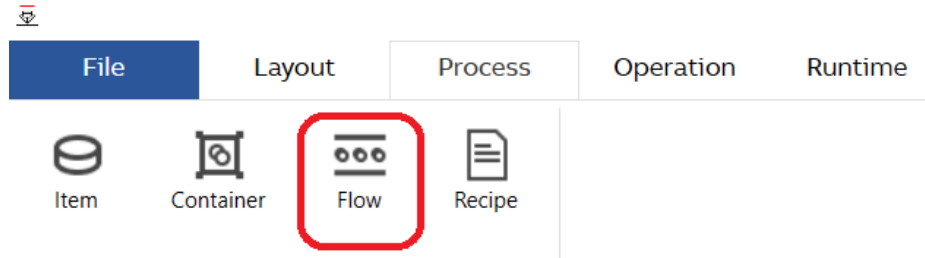 File Layout Process Operation Runtime
Item Container Flow Recipe